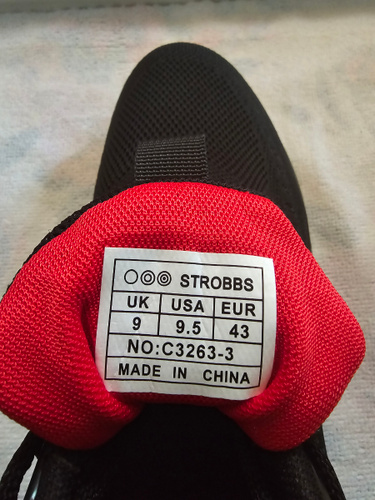 STROBBS
UK USA EUR
9 9.5 43
NO:C3263-3
MADE IN CHINA